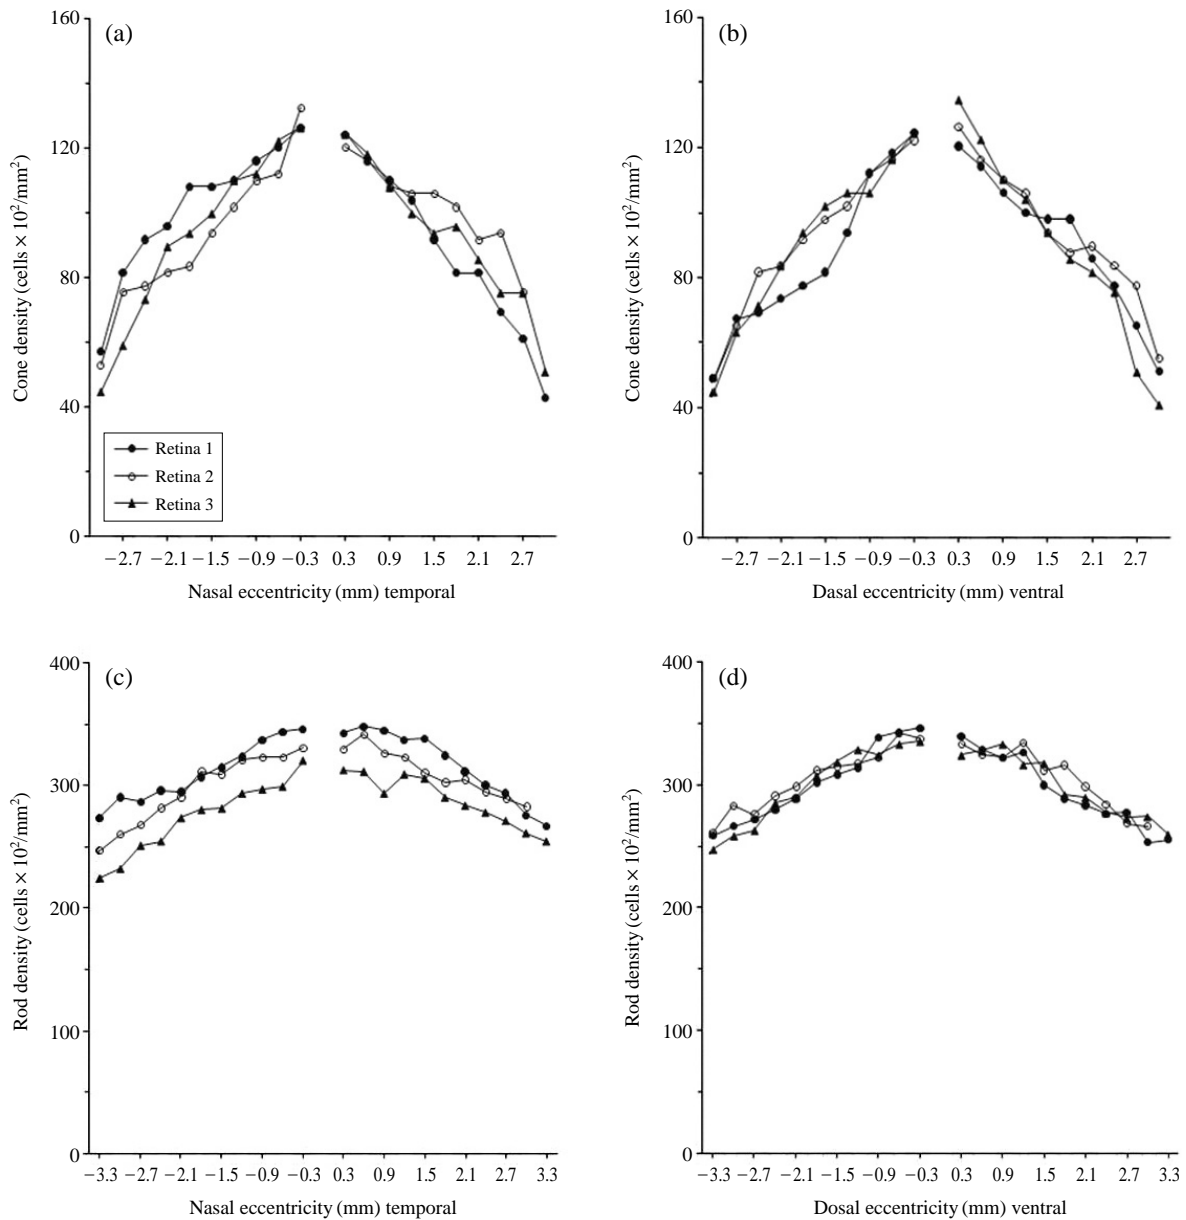 160
(a)
120
80
40
0
Cone density (cells × 10²/mm²)
Retina 1
Retina 2
Retina 3
−2.7 −2.1 −1.5 −0.9 −0.3 0.3 0.9 1.5 2.1 2.7
Nasal eccentricity (mm) temporal
160
(b)
120
80
40
0
Cone density (cells × 10²/mm²)
−2.7 −2.1 −1.5 −0.9 −0.3 0.3 0.9 1.5 2.1 2.7
Dasal eccentricity (mm) ventral
400
(c)
300
200
100
0
Rod density (cells × 10²/mm²)
−3.3 −2.7 −2.1 −1.5 −0.9 −0.3 0.3 0.9 1.5 2.1 2.7 3.3
Nasal eccentricity (mm) temporal
400
(d)
300
200
100
0
Rod density (cells × 10²/mm²)
−3.3 −2.7 −2.1 −1.5 −0.9 −0.3 0.3 0.9 1.5 2.1 2.7 3.3
Dosal eccentricity (mm) ventral